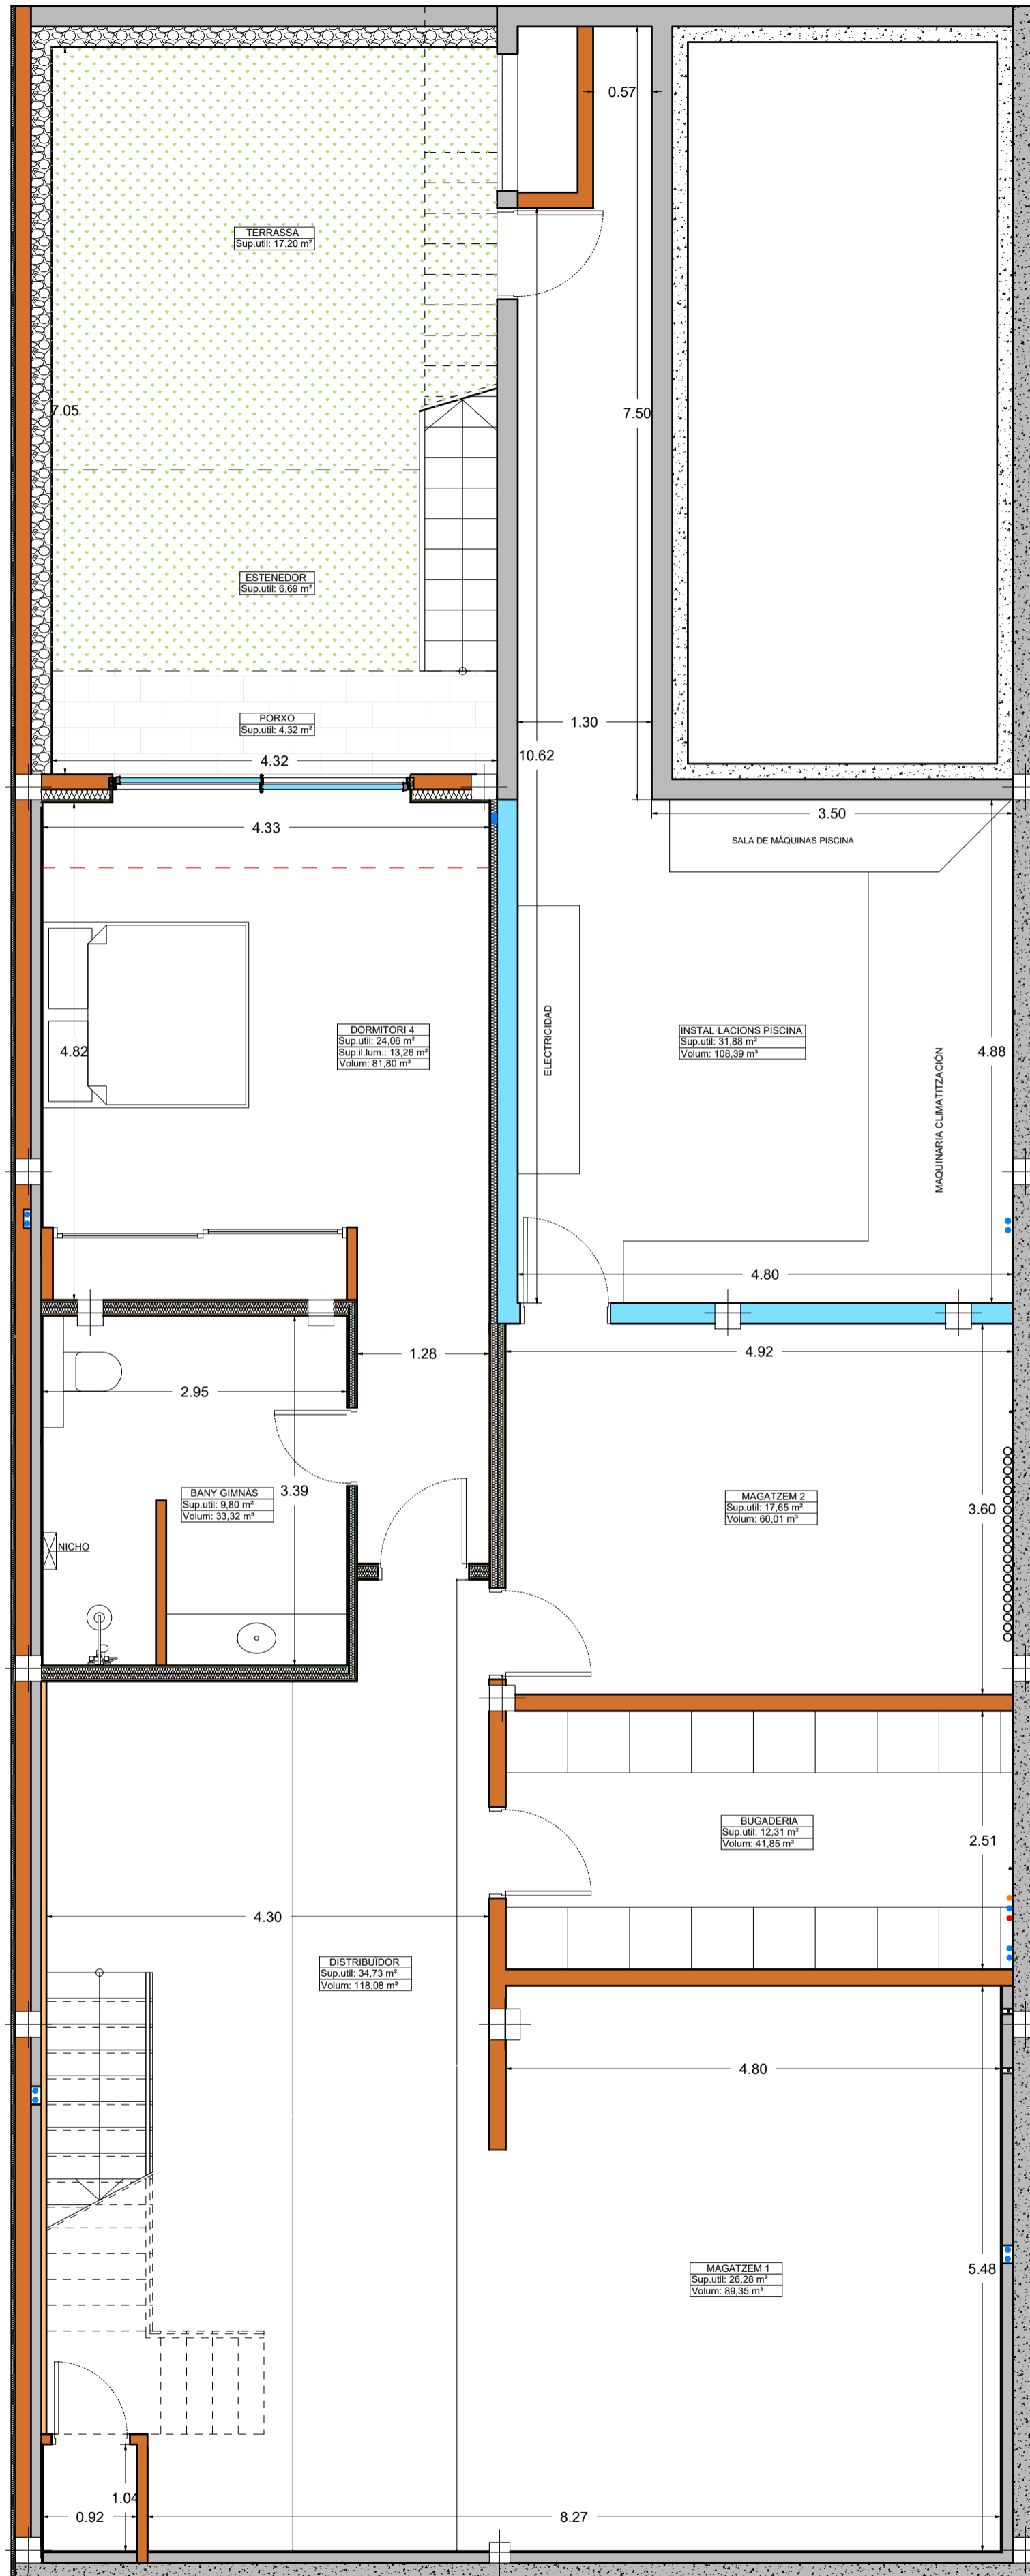 0.57
TERRASSA
Sup.util: 17,20 m²
7.05
7.50
ESTENEDOR
Sup.util: 6,69 m²
PORXO
Sup.util: 4,32 m²
1.30
4.32
10.62
4.33
3.50
SALA DE MÁQUINAS PISCINA
4.82
DORMITORI 4
Sup.util: 24,06 m²
Sup.il.lum.: 13,26 m²
Volum: 81,80 m³
ELECTRICIDAD
INSTAL·LACIONS PISCINA
Sup.util: 31,88 m²
Volum: 108,39 m³
MAQUINARIA CLIMATITZACIÓN
4.88
4.80
1.28
4.92
2.95
BANY GIMNÀS
Sup.util: 9,80 m²
Volum: 33,32 m³
3.39
MAGATZEM 2
Sup.util: 17,65 m²
Volum: 60,01 m³
3.60
NICHO
BUGADERIA
Sup.util: 12,31 m²
Volum: 41,85 m³
2.51
4.30
DISTRIBUÏDOR
Sup.util: 34,73 m²
Volum: 118,08 m³
4.80
MAGATZEM 1
Sup.util: 26,28 m²
Volum: 89,35 m³
5.48
1.04
0.92
8.27